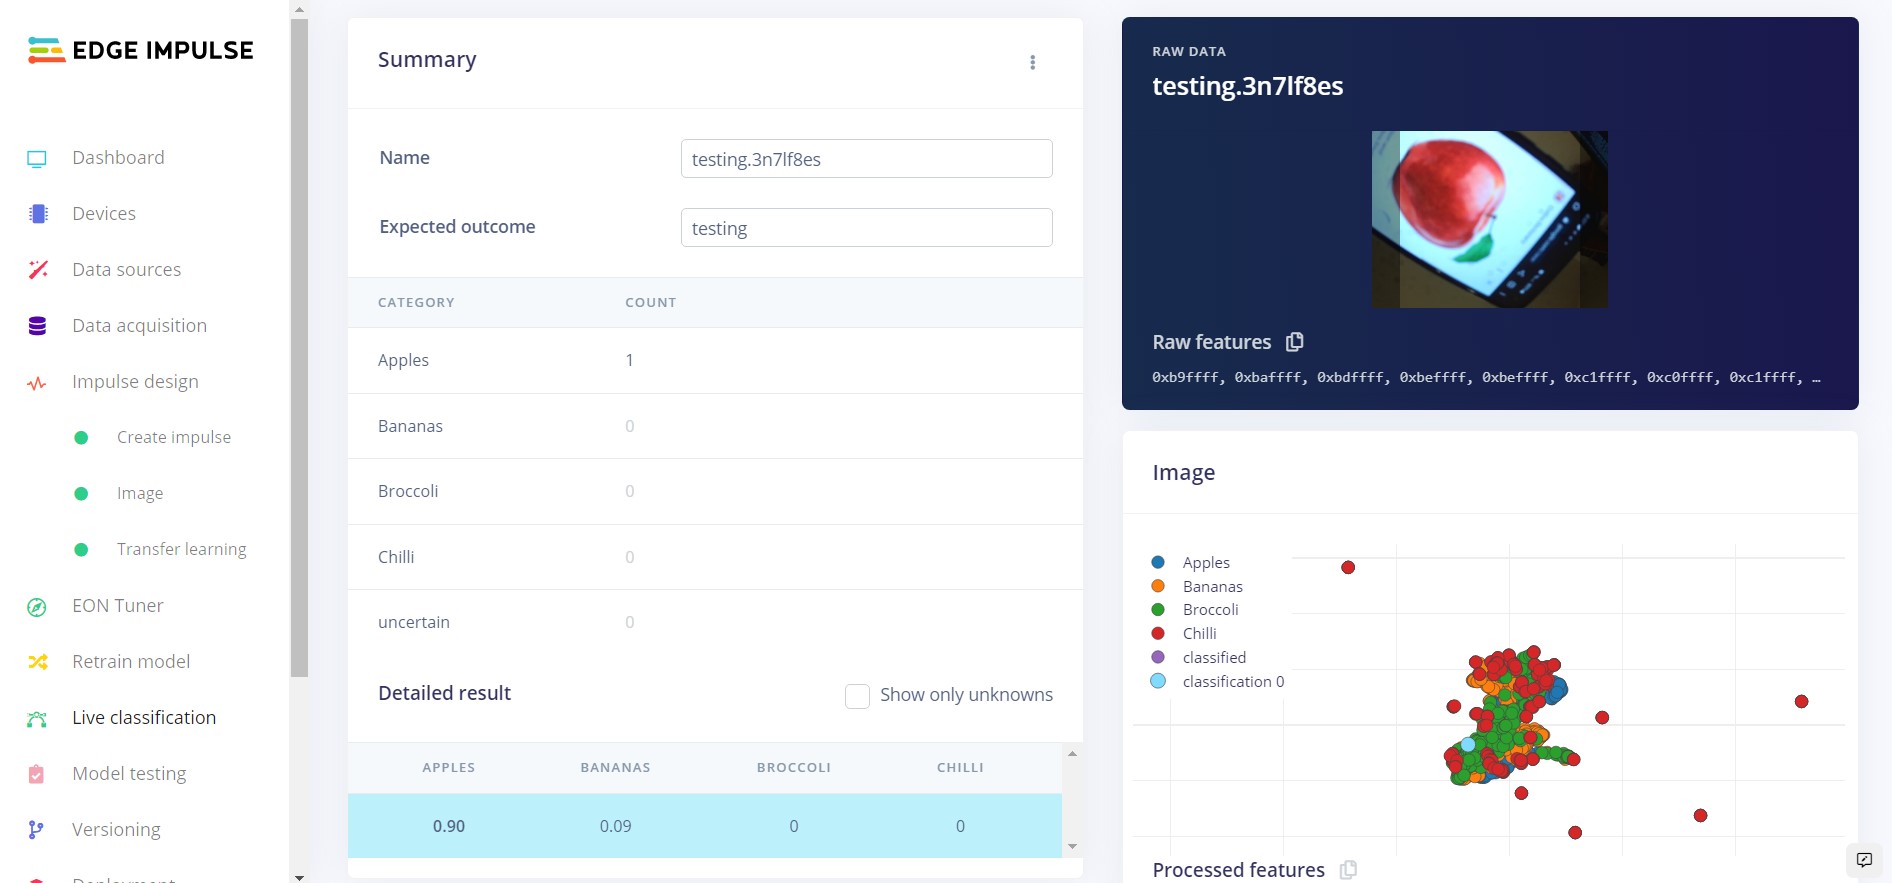 EDGE IMPULSE
Dashboard
Devices
Data sources
Data acquisition
Impulse design
Create impulse
Image
Transfer learning
EON Tuner
Retrain model
Live classification
Model testing
Versioning
Summary
Name
testing.3n7lf8es
Expected outcome
testing
CATEGORY COUNT
Apples 1
Bananas 0
Broccoli 0
Chilli 0
uncertain 0
Detailed result
Show only unknowns
APPLES BANANAS BROCCOLI CHILLI
0.90 0.09 0 0
RAW DATA
testing.3n7lf8es
Raw features
0xb9ffff, 0xbaffff, 0xbdffff, 0xbeffff, 0xbeffff, 0xc1ffff, 0xc0ffff, 0xc1ffff, …
Image
Apples
Bananas
Broccoli
Chilli
classified
classification 0
Processed features